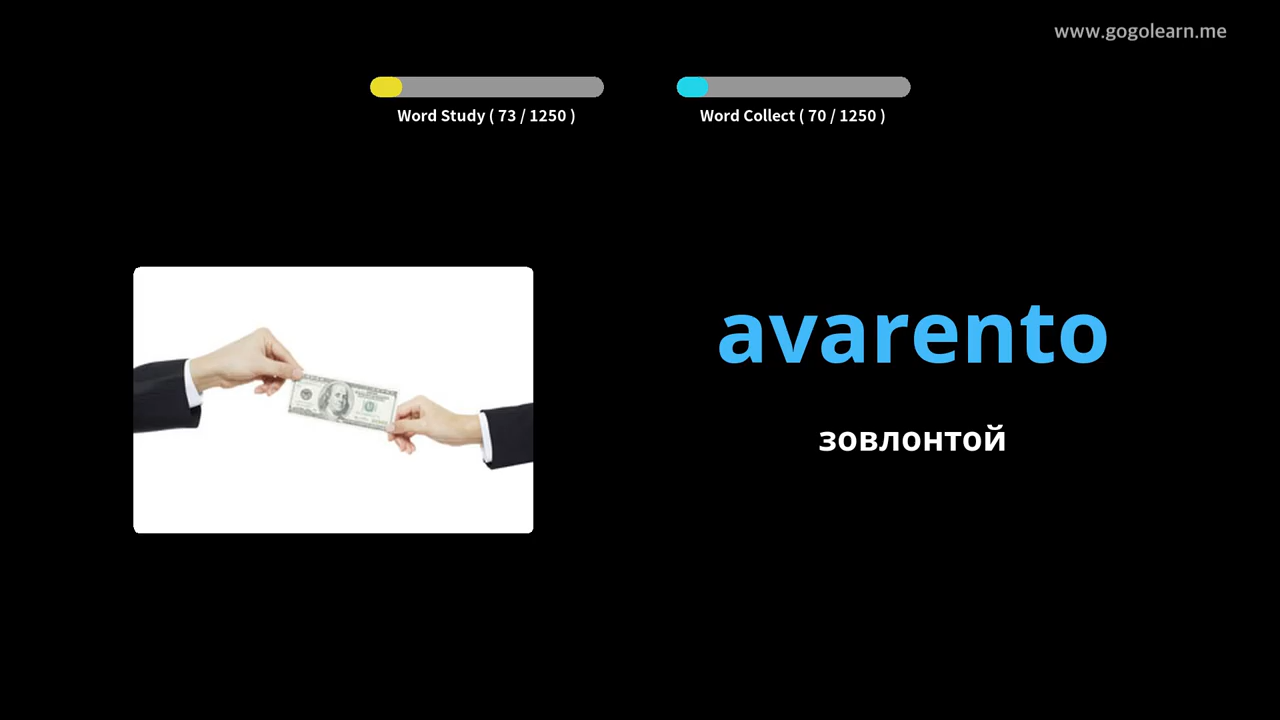 www.gogolearn.me
Word Study ( 73 / 1250 )
Word Collect ( 70 / 1250 )
avarento
зовлонтой